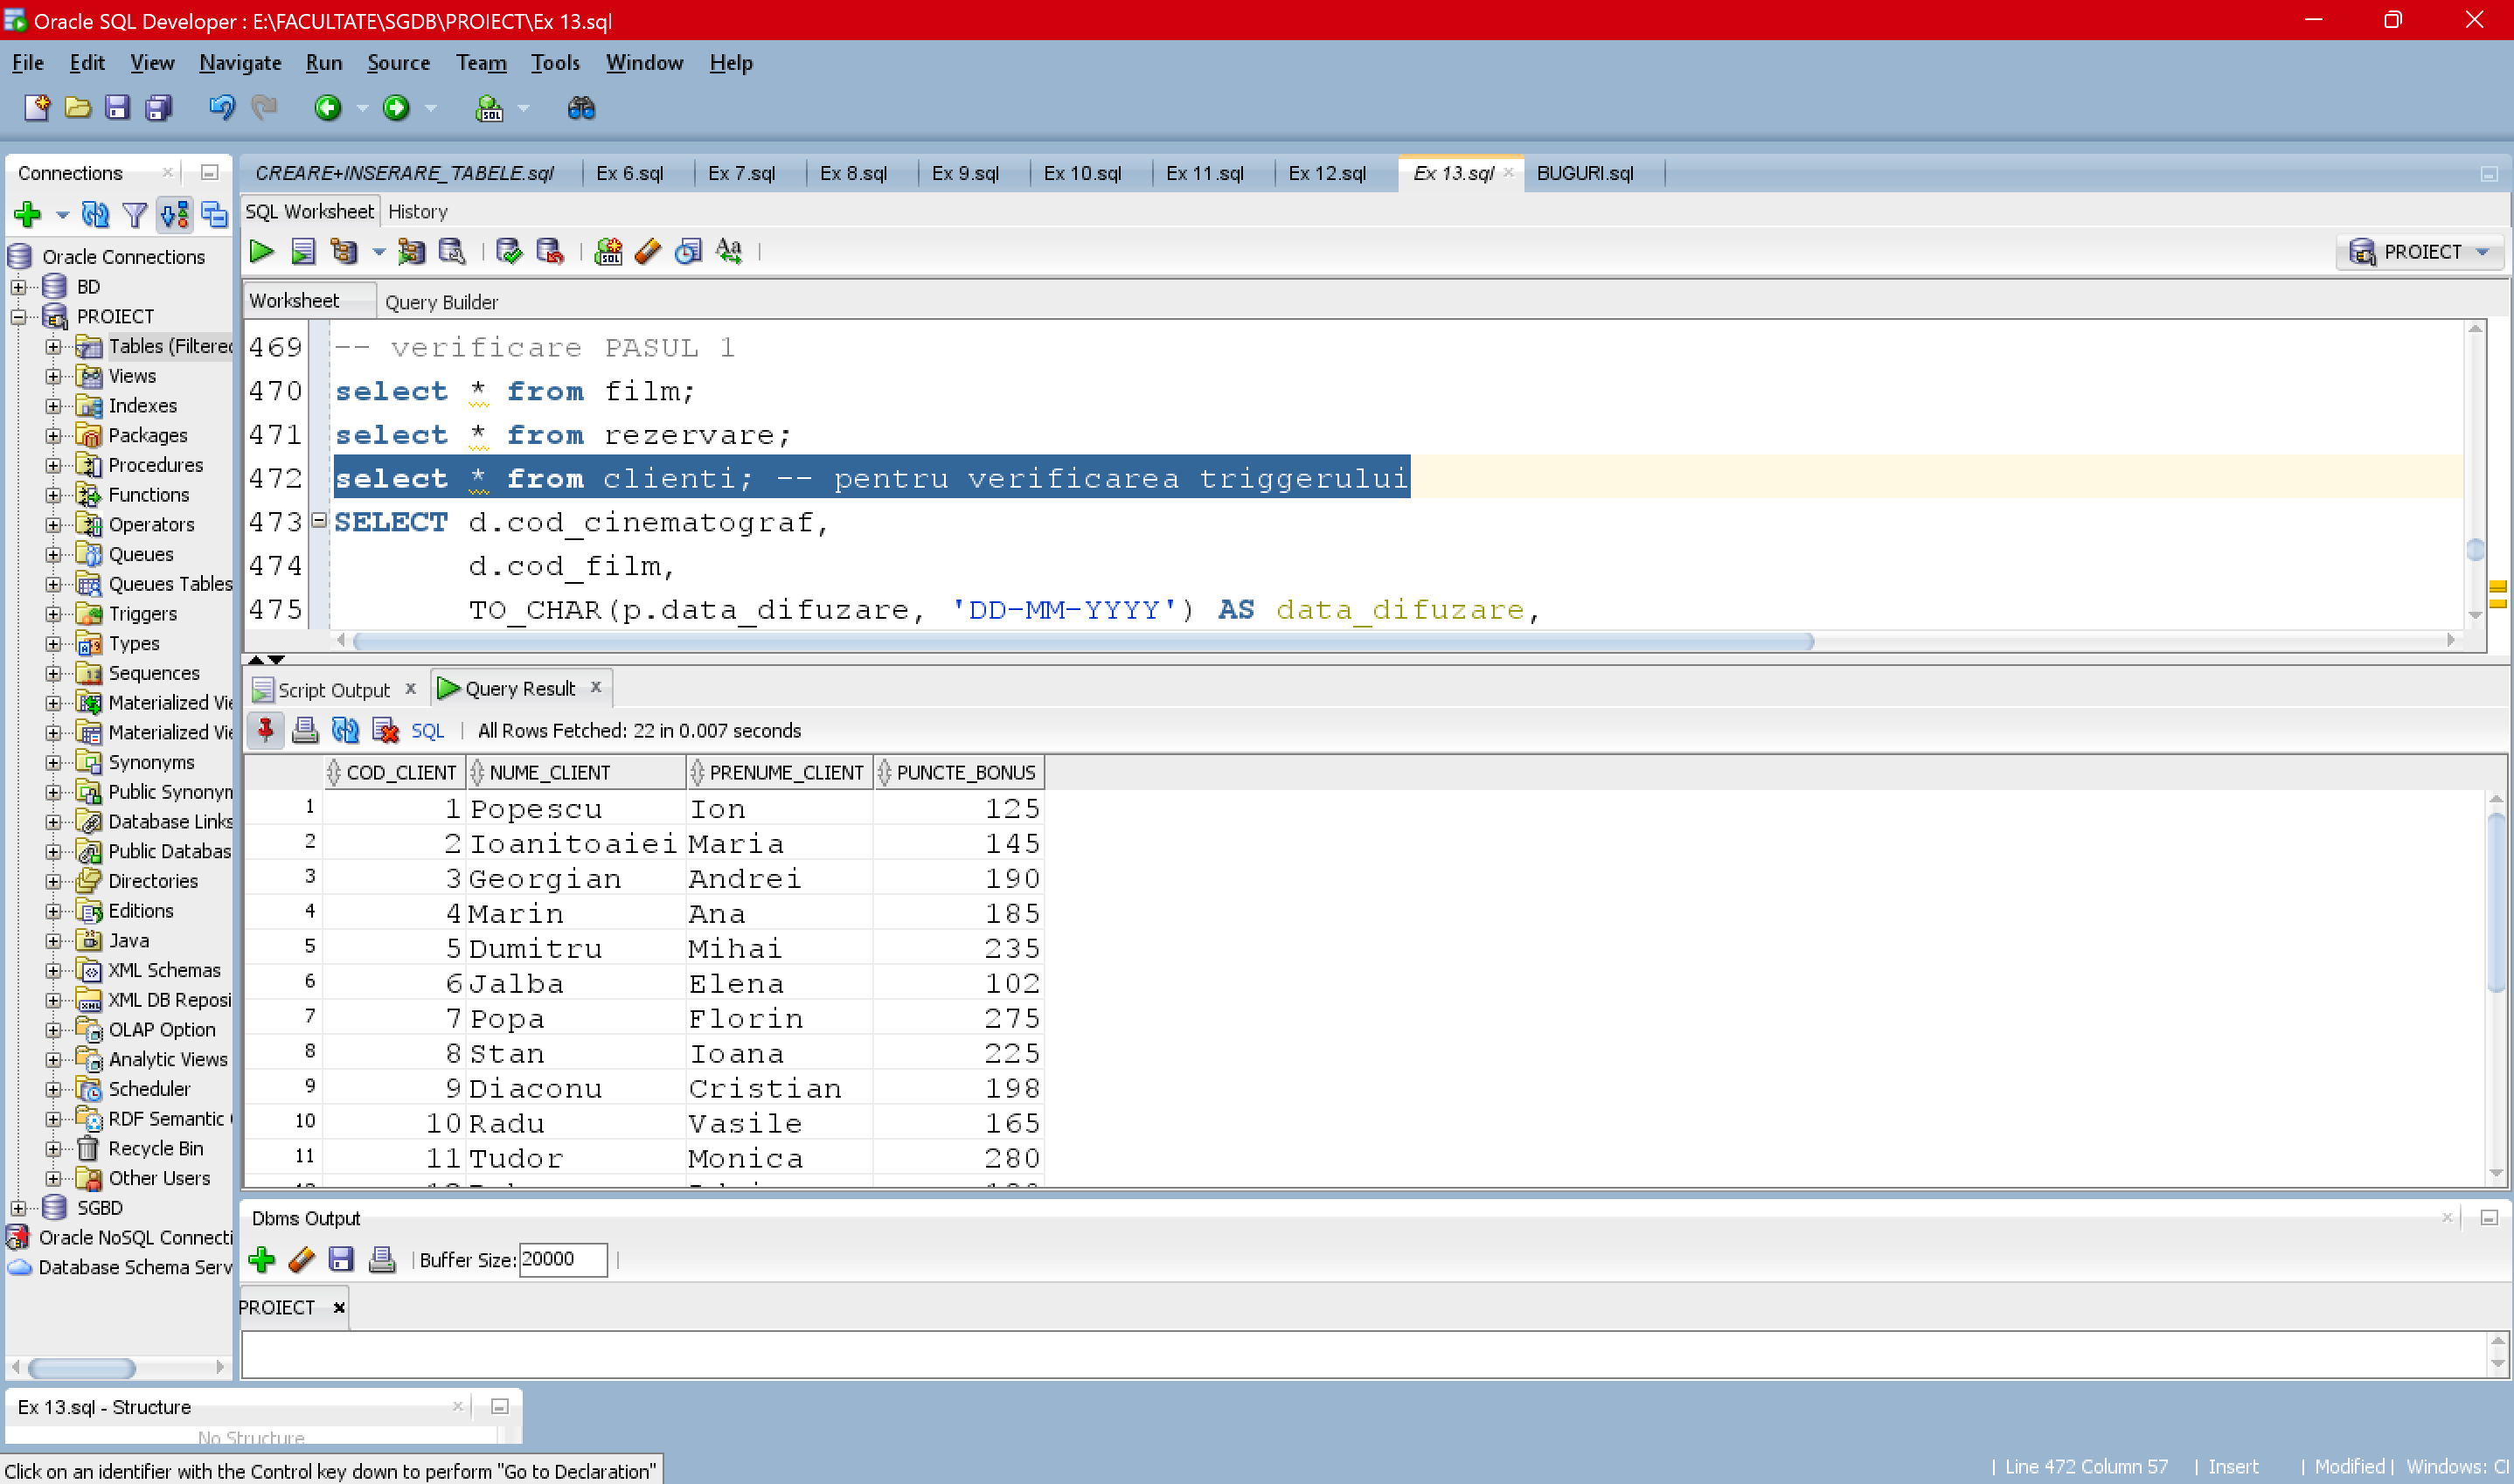 Oracle SQL Developer : E:\FACULTATE\SGDB\PROIECT\Ex 13.sql
File Edit View Navigate Run Source Team Tools Window Help
Connections
Oracle Connections
BD
PROIECT
Tables (Filtered
Views
Indexes
Packages
Procedures
Functions
Operators
Queues
Queues Tables
Triggers
Types
Sequences
Materialized Vie
Materialized Vie
Synonyms
Public Synonym
Database Links
Public Databas
Directories
Editions
Java
XML Schemas
XML DB Reposi
OLAP Option
Analytic Views
Scheduler
RDF Semantic
Recycle Bin
Other Users
SGBD
Oracle NoSQL Connecti
Database Schema Serv
CREARE+INSERARE_TABELE.sql Ex 6.sql Ex 7.sql Ex 8.sql Ex 9.sql Ex 10.sql Ex 11.sql Ex 12.sql Ex 13.sql BUGURI.sql
SQL Worksheet History
PROIECT
Worksheet Query Builder
469 -- verificare PASUL 1
470 select * from film;
471 select * from rezervare;
472 select * from clienti; -- pentru verificarea triggerului
473 SELECT d.cod_cinematograf,
474 d.cod_film,
475 TO_CHAR(p.data_difuzare, 'DD-MM-YYYY') AS data_difuzare,
Script Output x Query Result x
SQL | All Rows Fetched: 22 in 0.007 seconds
COD_CLIENT NUME_CLIENT PRENUME_CLIENT PUNCTE_BONUS
1 1 Popescu Ion 125
2 2 Ioanitoaiei Maria 145
3 3 Georgian Andrei 190
4 4 Marin Ana 185
5 5 Dumitru Mihai 235
6 6 Jalba Elena 102
7 7 Popa Florin 275
8 8 Stan Ioana 225
9 9 Diaconu Cristian 198
10 10 Radu Vasile 165
11 11 Tudor Monica 280
Dbms Output
Buffer Size: 20000
PROIECT
Ex 13.sql - Structure
No Structure
Click on an identifier with the Control key down to perform "Go to Declaration"
| Line 472 Column 57 | Insert | Modified | Windows: Cl